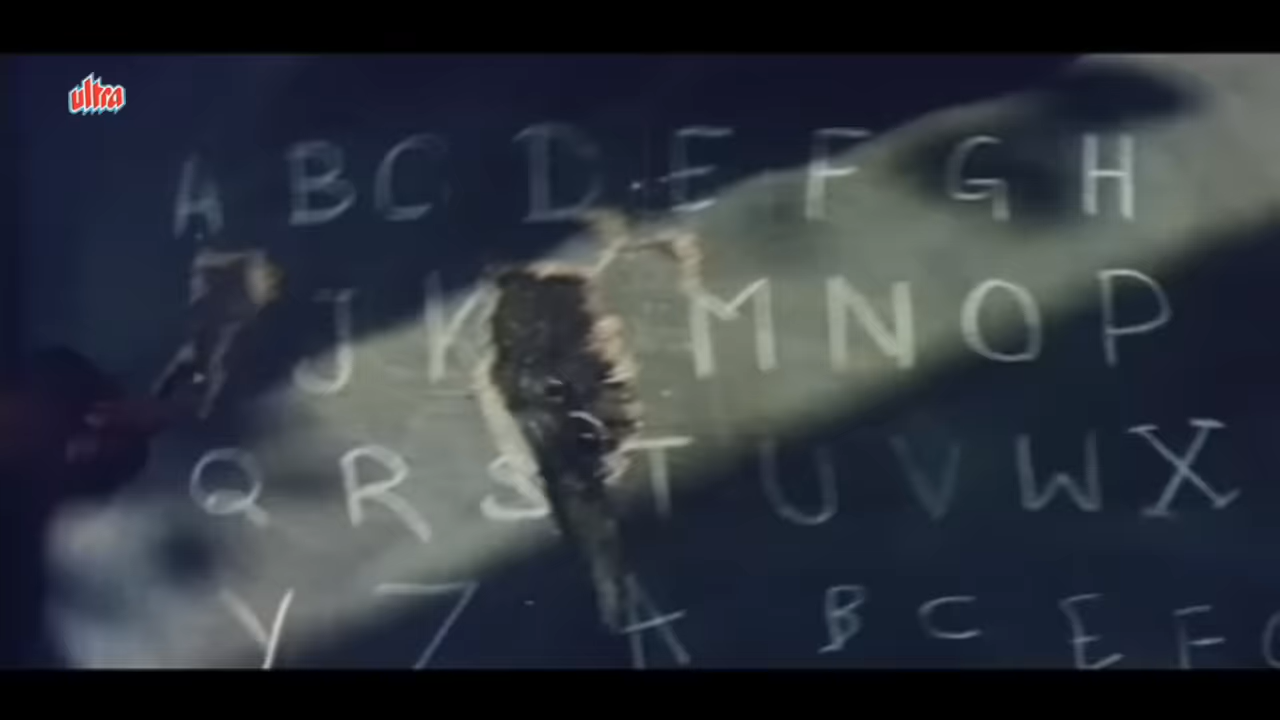 ultra
A B C D E F G H
J K M N O P
Q R S T U V W X
Y Z A B C E F